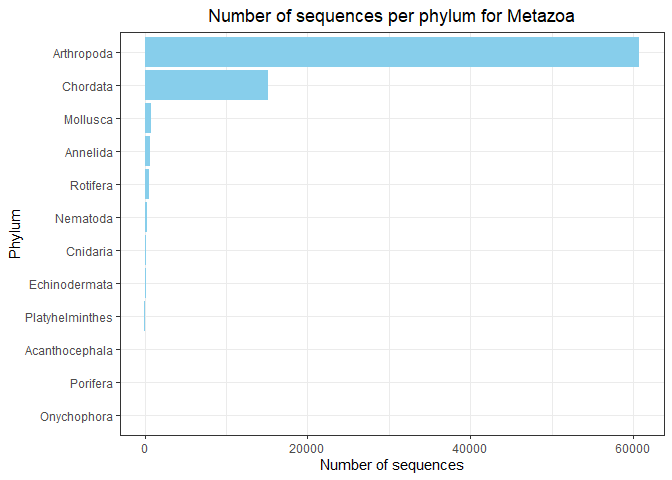 Number of sequences per phylum for Metazoa
Phylum
Arthropoda
Chordata
Mollusca
Annelida
Rotifera
Nematoda
Cnidaria
Echinodermata
Platyhelminthes
Acanthocephala
Porifera
Onychophora
0 20000 40000 60000
Number of sequences